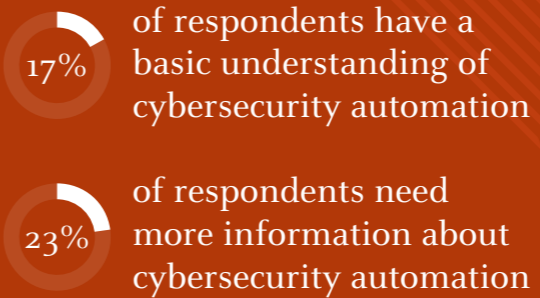 17%
of respondents have a
basic understanding of
cybersecurity automation
23%
of respondents need
more information about
cybersecurity automation